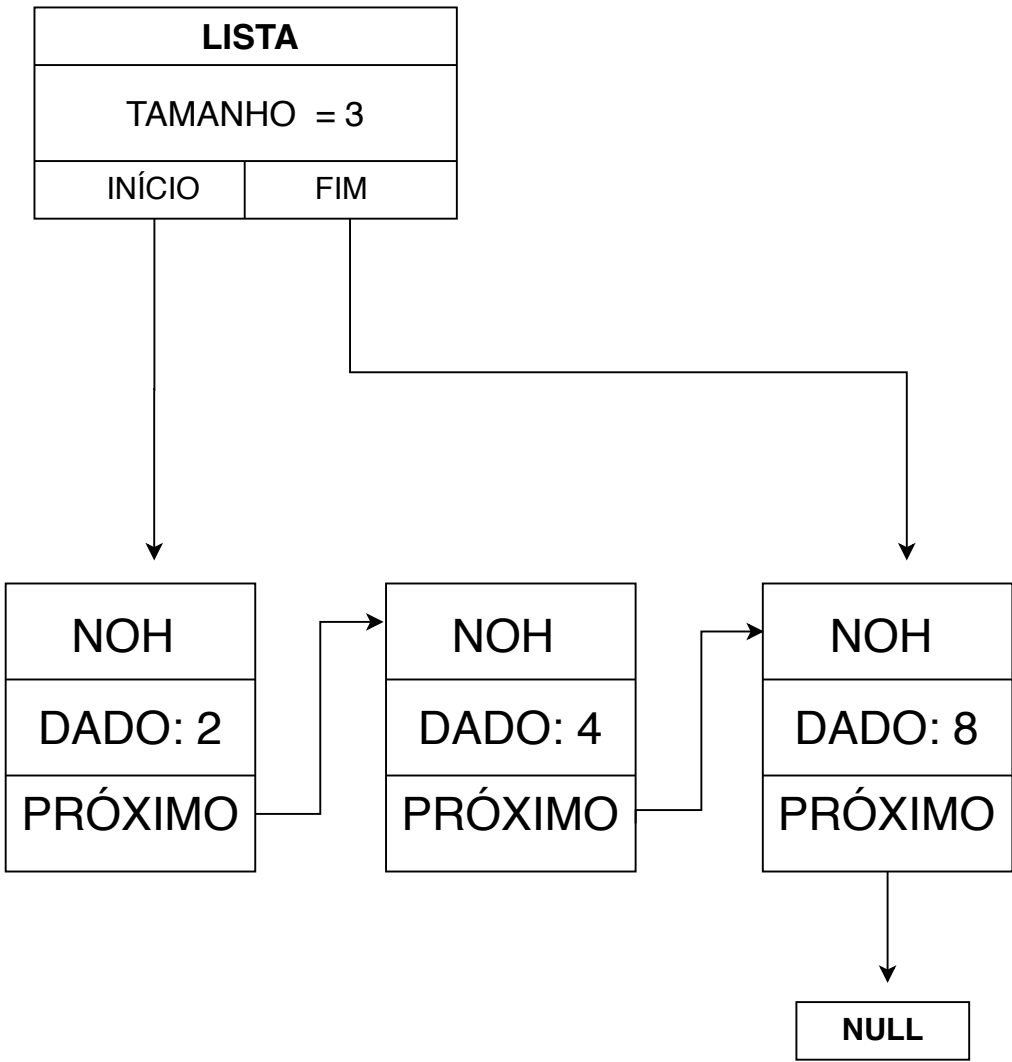 LISTA
TAMANHO = 3
INÍCIO FIM
NOH NOH NOH
DADO: 2 DADO: 4 DADO: 8
PRÓXIMO PRÓXIMO PRÓXIMO
NULL